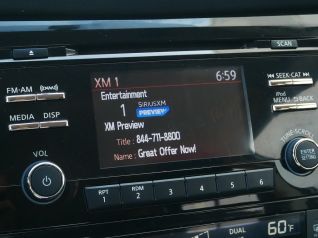 SCAN
FM·AM
MEDIA DISP
XM 1 6:59
Entertainment
1 SIRIUSXM
PREVIEW
XM Preview
Title : 844-711-8800
Name : Great Offer Now!
SEEK·CAT
iPod
MENU BACK
TUNE·SCROLL
ENTER
SETTING
VOL
RPT
1
RDM
2
3 4 5 6
DUAL
60°F